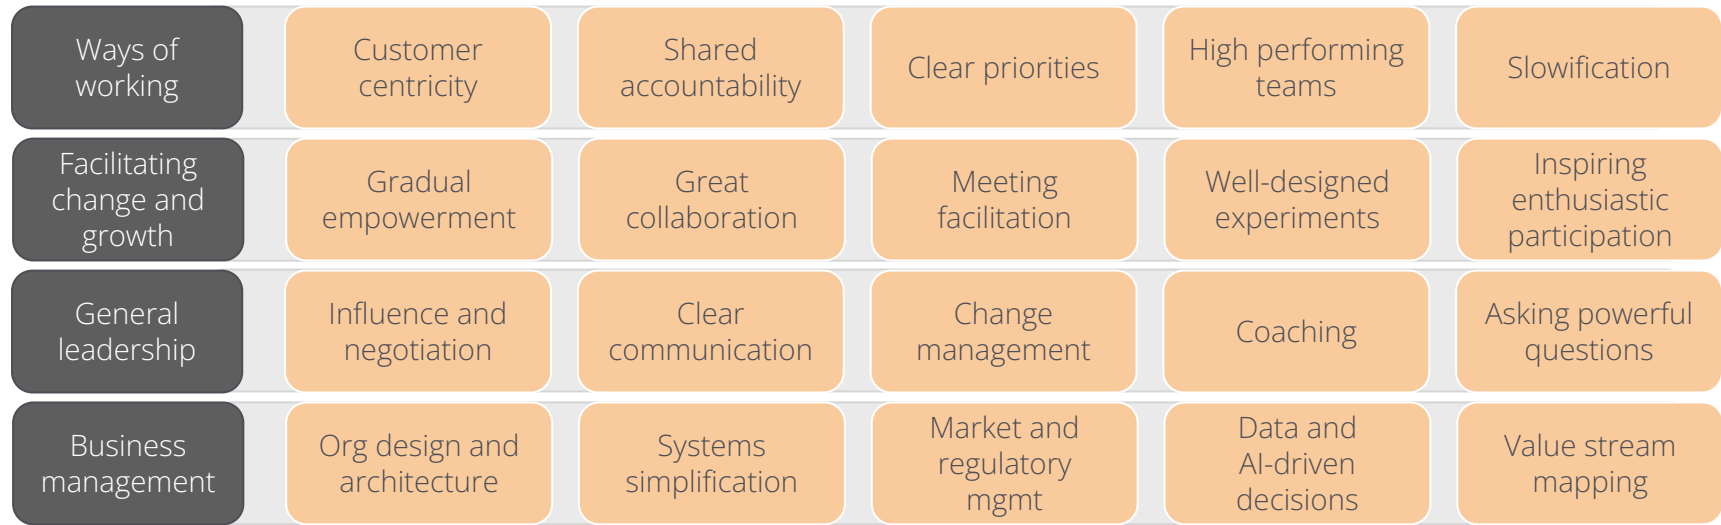 Ways of
working
Customer
centricity
Shared
accountability
Clear priorities
High performing
teams
Slowification
Facilitating
change and
growth
Gradual
empowerment
Great
collaboration
Meeting
facilitation
Well-designed
experiments
Inspiring
enthusiastic
participation
General
leadership
Influence and
negotiation
Clear
communication
Change
management
Coaching
Asking powerful
questions
Business
management
Org design and
architecture
Systems
simplification
Market and
regulatory
mgmt
Data and
AI-driven
decisions
Value stream
mapping